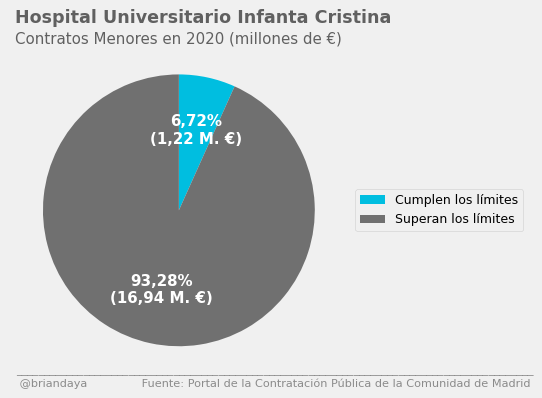 Hospital Universitario Infanta Cristina
Contratos Menores en 2020 (millones de €)
6,72%
(1,22 M. €)
Cumplen los límites
Superan los límites
93,28%
(16,94 M. €)
@briandaya
Fuente: Portal de la Contratación Pública de la Comunidad de Madrid